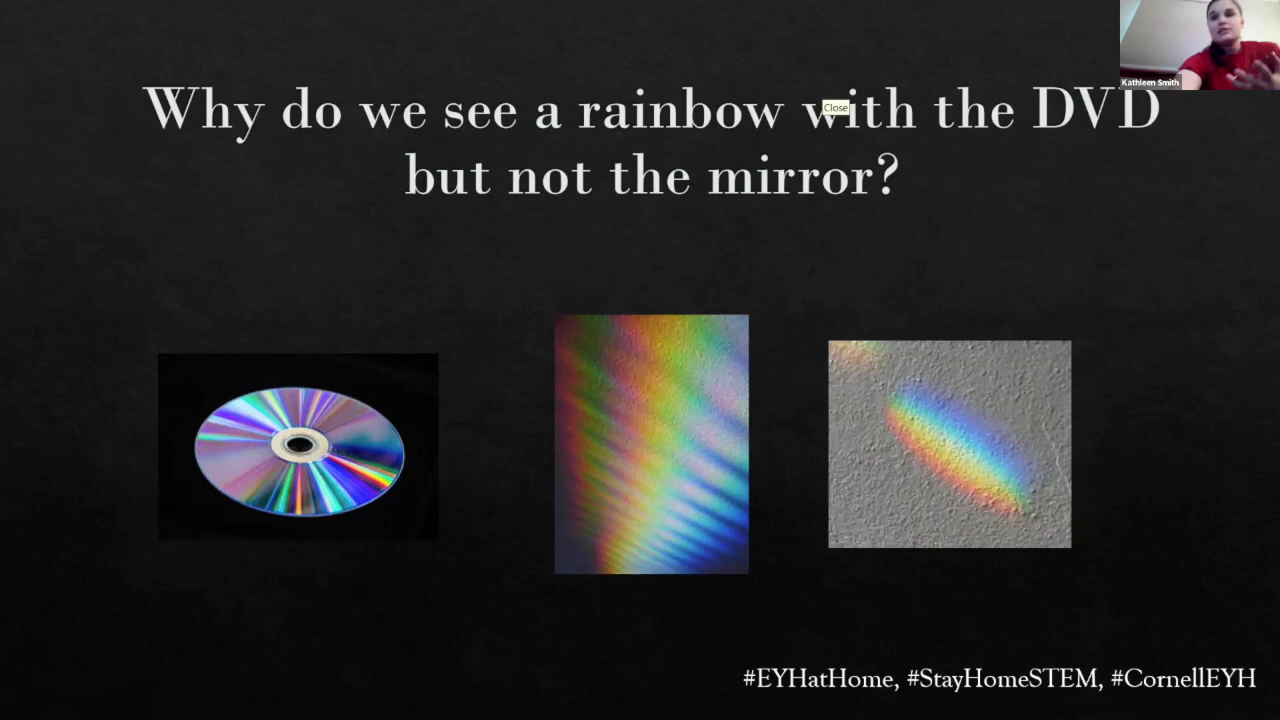 Kathleen Smith
Why do we see a rainbow with the DVD
Close
but not the mirror?
#EYHatHome, #StayHomeSTEM, #CornellEYH